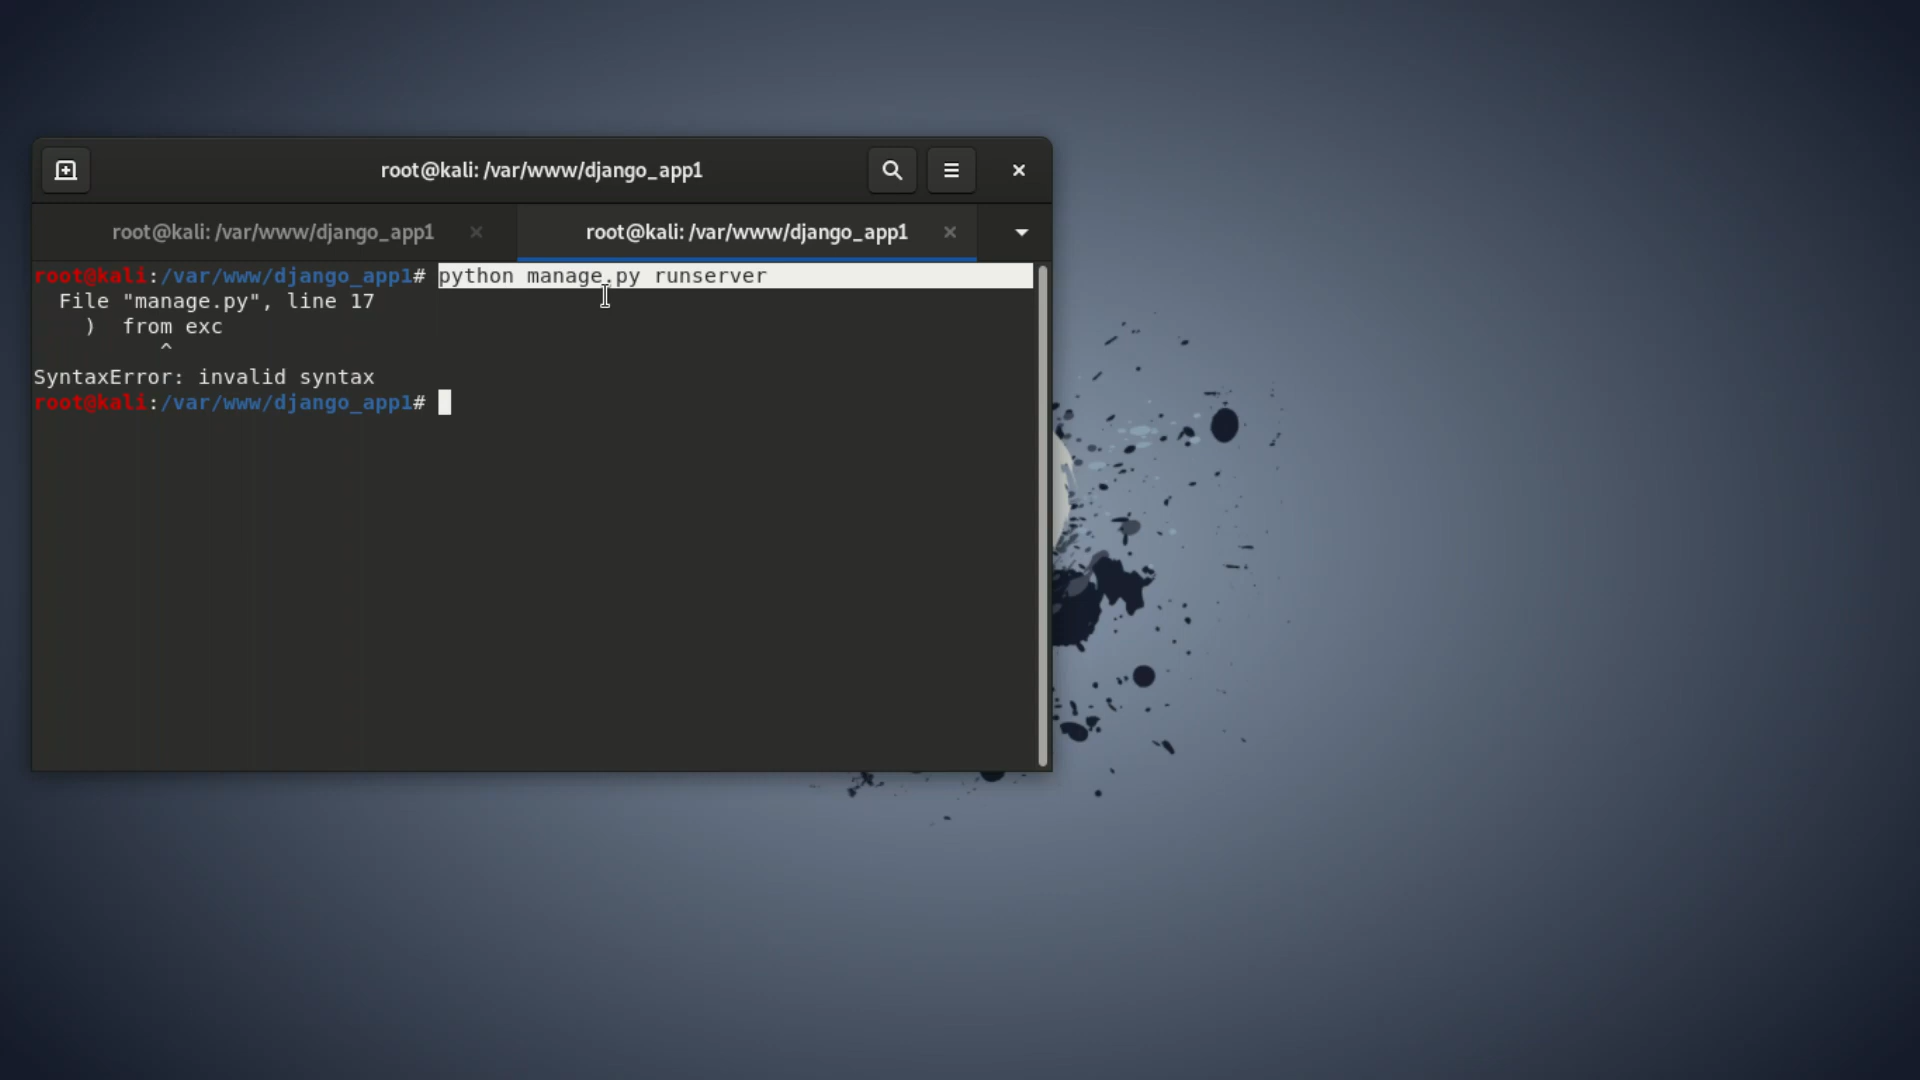 root@kali: /var/www/django_app1
root@kali: /var/www/django_app1 root@kali: /var/www/django_app1
root@kali:/var/www/django_app1# python manage.py runserver
  File "manage.py", line 17
    )  from exc
          ^
SyntaxError: invalid syntax
root@kali:/var/www/django_app1#